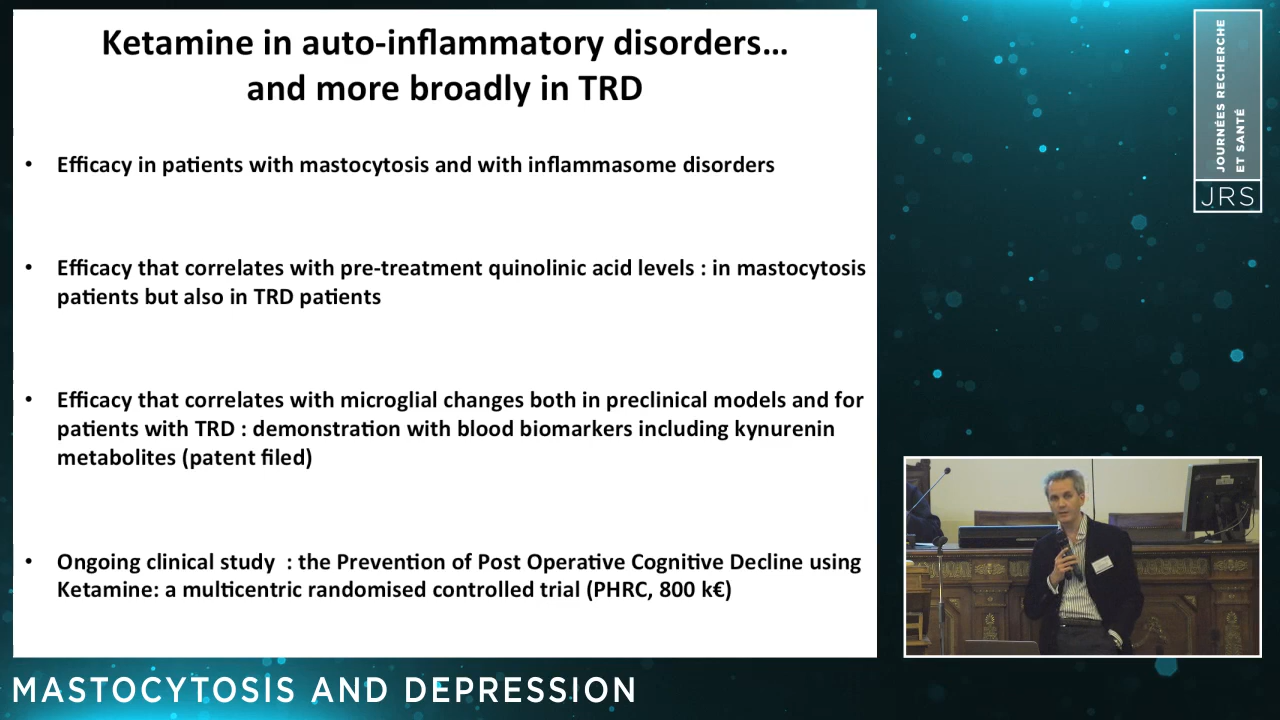 Ketamine in auto-inflammatory disorders…
and more broadly in TRD
• Efficacy in patients with mastocytosis and with inflammasome disorders
• Efficacy that correlates with pre-treatment quinolinic acid levels : in mastocytosis
patients but also in TRD patients
• Efficacy that correlates with microglial changes both in preclinical models and for
patients with TRD : demonstration with blood biomarkers including kynurenin
metabolites (patent filed)
• Ongoing clinical study : the Prevention of Post Operative Cognitive Decline using
Ketamine: a multicentric randomised controlled trial (PHRC, 800 k€)
JOURNÉES RECHERCHE
ET SANTÉ
JRS
MASTOCYTOSIS AND DEPRESSION